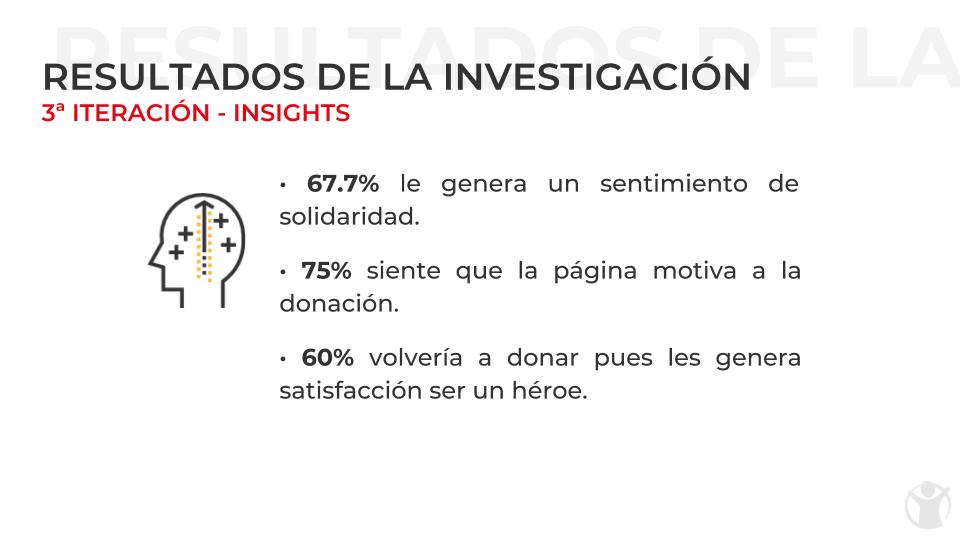 RESULTADOS DE LA
RESULTADOS DE LA INVESTIGACIÓN
3ª ITERACIÓN - INSIGHTS
• 67.7% le genera un sentimiento de
solidaridad.
• 75% siente que la página motiva a la
donación.
• 60% volvería a donar pues les genera
satisfacción ser un héroe.